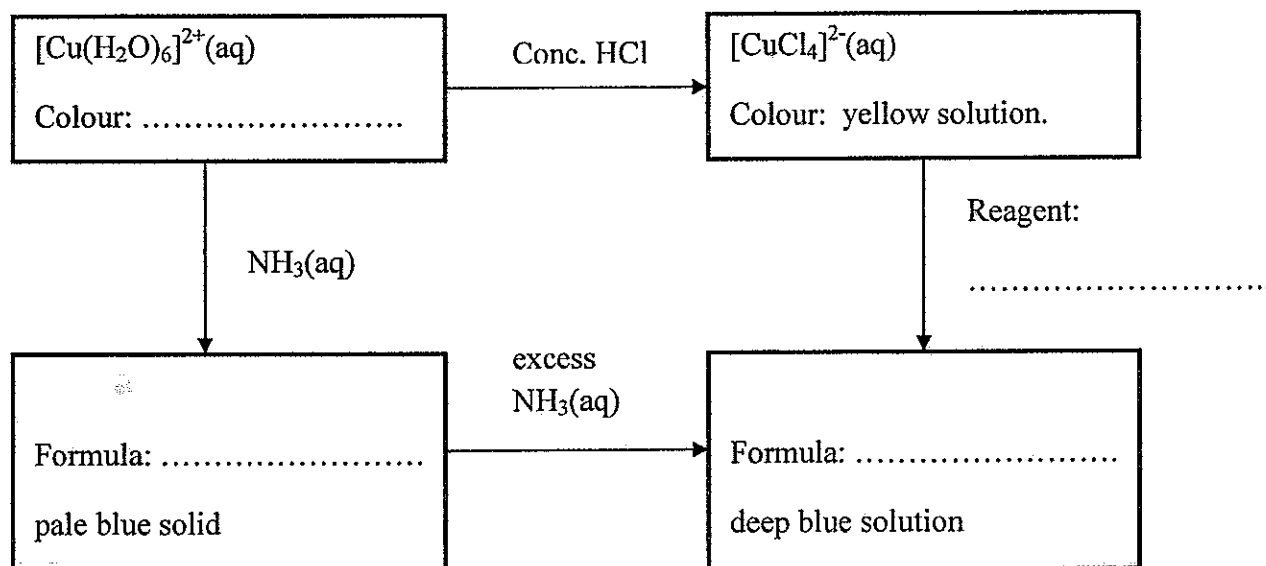 [Cu(H₂O)₆]²⁺(aq)
Colour: ..........................
Conc. HCl
[CuCl₄]²⁻(aq)
Colour: yellow solution.
NH₃(aq)
Reagent:
..............................
Formula: ..........................
pale blue solid
excess
NH₃(aq)
Formula: ..........................
deep blue solution